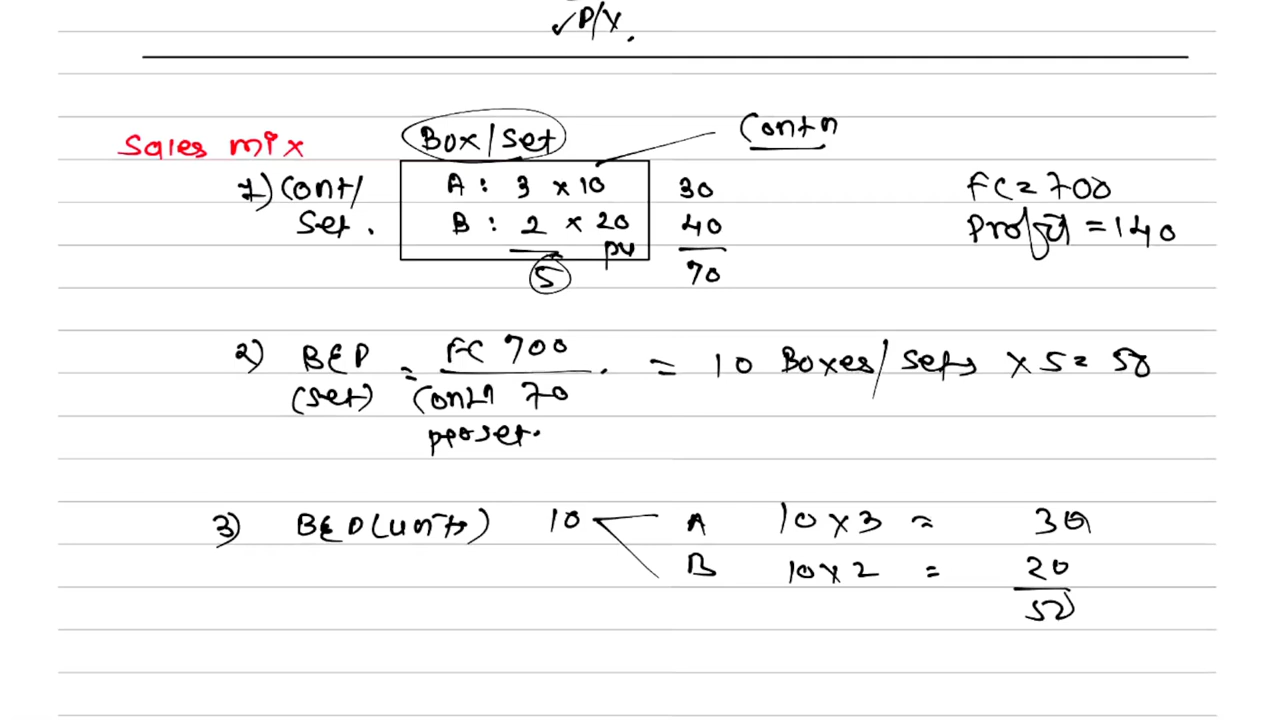 ✓P/V.
Sales mix
Box/Set
Contn
1) Cont/
Set.
A : 3 x 10 30
B : 2 x 20 40
pu
5 70
FC = 700
Profit = 140
2) BEP = FC 700 = 10 Boxes/Sets x 5 = 50
(Set) Contn 70
per set.
3) BEP(units) 10 A 10 x 3 = 30
B 10 x 2 = 20
50